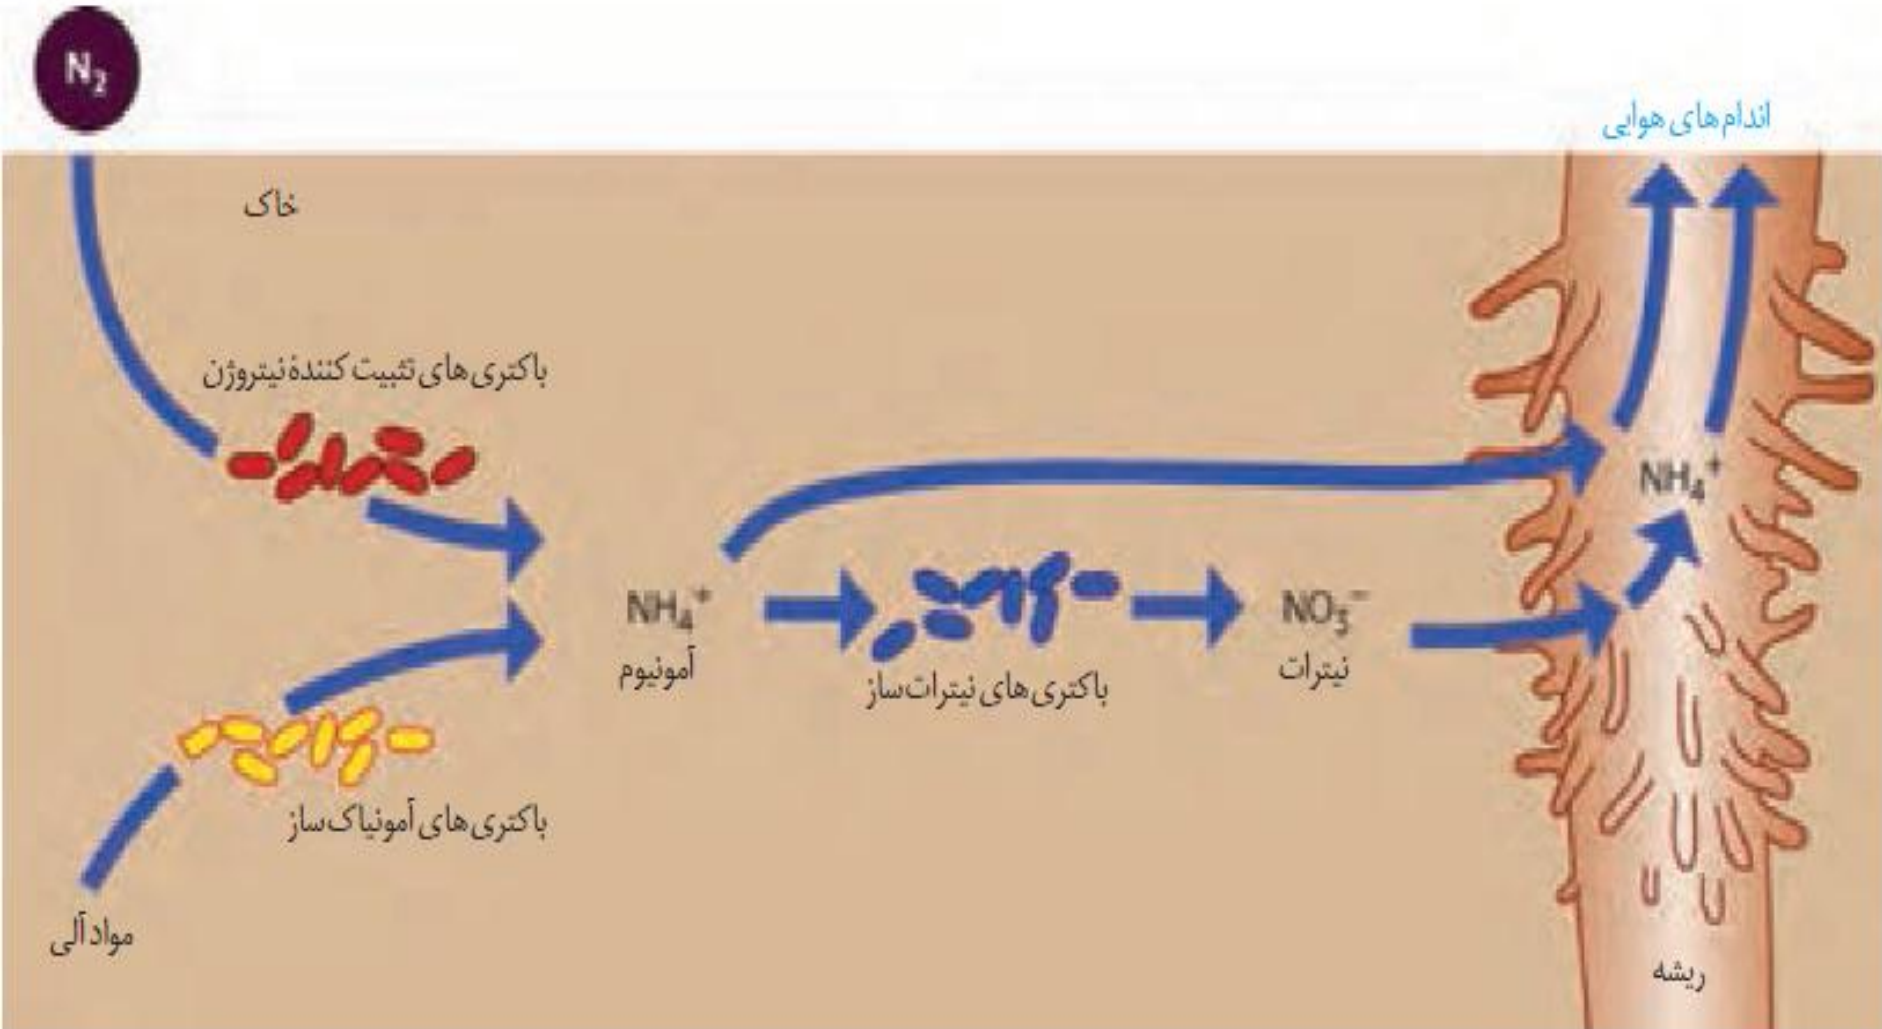 N₂
اندام‌های هوایی
خاک
باکتری‌های تثبیت کنندهٔ نیتروژن
NH₄⁺
NH₄⁺
آمونیوم
باکتری‌های نیترات‌ساز
NO₃⁻
نیترات
باکتری‌های آمونیاک‌ساز
مواد آلی
ریشه